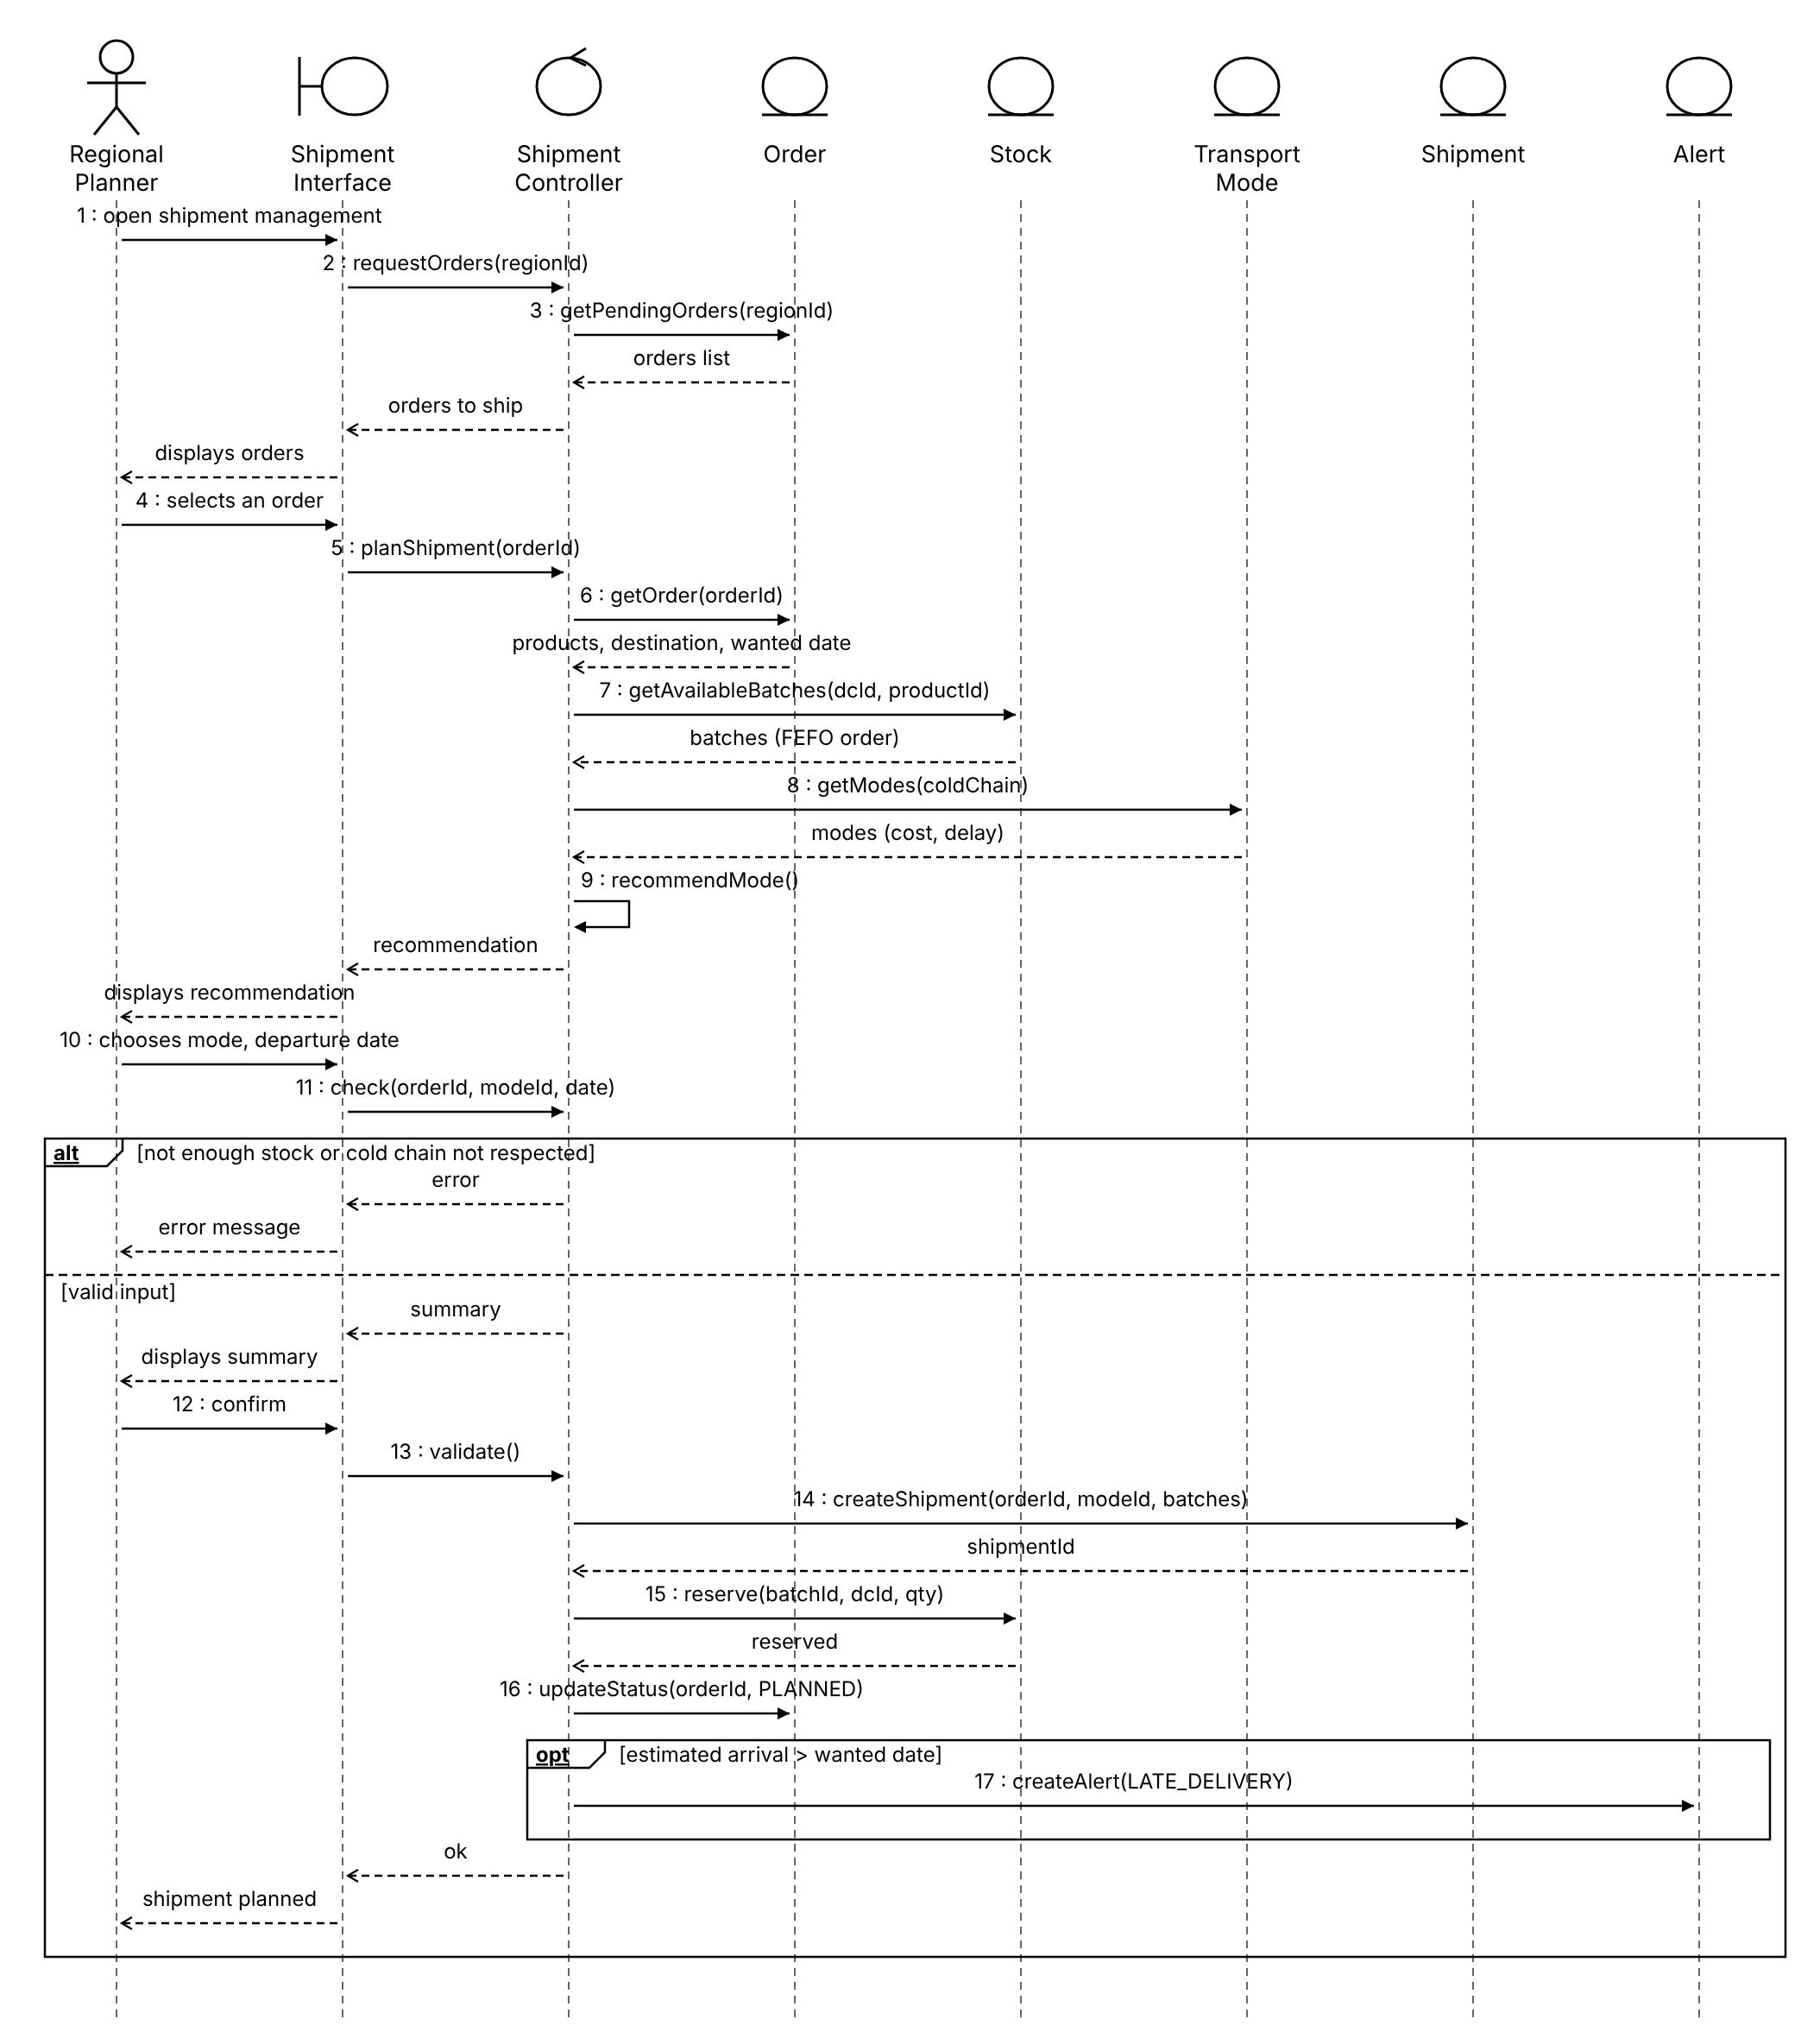 Regional
Planner
Shipment
Interface
Shipment
Controller
Order
Stock
Transport
Mode
Shipment
Alert
1 : open shipment management
2 : requestOrders(regionId)
3 : getPendingOrders(regionId)
orders list
orders to ship
displays orders
4 : selects an order
5 : planShipment(orderId)
6 : getOrder(orderId)
products, destination, wanted date
7 : getAvailableBatches(dcId, productId)
batches (FEFO order)
8 : getModes(coldChain)
modes (cost, delay)
9 : recommendMode()
recommendation
displays recommendation
10 : chooses mode, departure date
11 : check(orderId, modeId, date)
alt [not enough stock or cold chain not respected]
error
error message
[valid input]
summary
displays summary
12 : confirm
13 : validate()
14 : createShipment(orderId, modeId, batches)
shipmentId
15 : reserve(batchId, dcId, qty)
reserved
16 : updateStatus(orderId, PLANNED)
opt [estimated arrival > wanted date]
17 : createAlert(LATE_DELIVERY)
ok
shipment planned